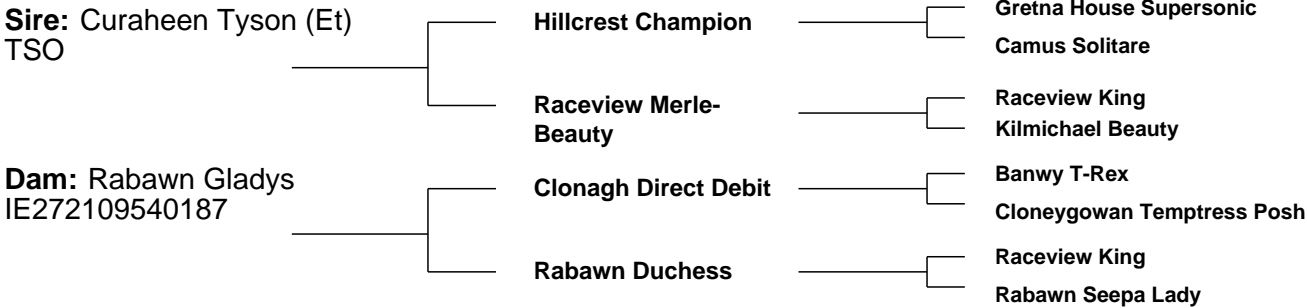 Sire: Curaheen Tyson (Et)
TSO
Hillcrest Champion
Gretna House Supersonic
Camus Solitare
Raceview Merle-
Beauty
Raceview King
Kilmichael Beauty
Dam: Rabawn Gladys
IE272109540187
Clonagh Direct Debit
Banwy T-Rex
Cloneygowan Temptress Posh
Rabawn Duchess
Raceview King
Rabawn Seepa Lady